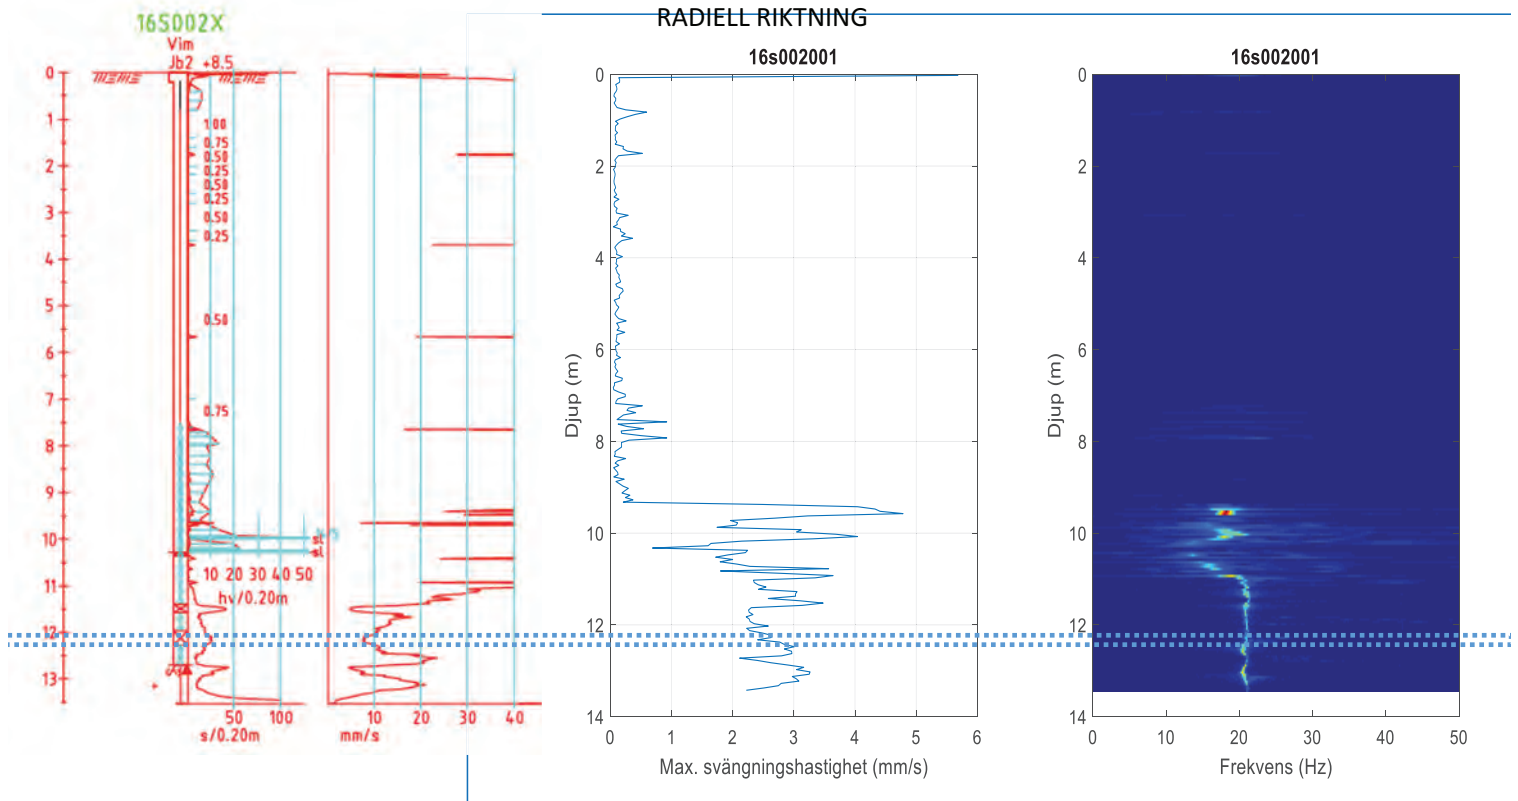 RADIELL RIKTNING
16S002X
Vim
Jb2 +8.5
0
1
2
3
4
5
6
7
8
9
10
11
12
13
1.00
0.75
0.50
0.25
0.50
0.25
0.50
0.25
0.50
0.75
10 20 30 40 50
hv/0.20m
50 100
s/0.20m
10 20 30 40
mm/s
16s002001
0
2
4
6
8
10
12
14
Djup (m)
0 1 2 3 4 5 6
Max. svängningshastighet (mm/s)
16s002001
0
2
4
6
8
10
12
14
Djup (m)
0 10 20 30 40 50
Frekvens (Hz)